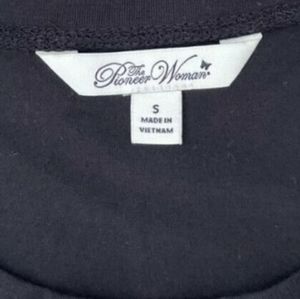 The
Pioneer Woman®
S
MADE IN
VIETNAM